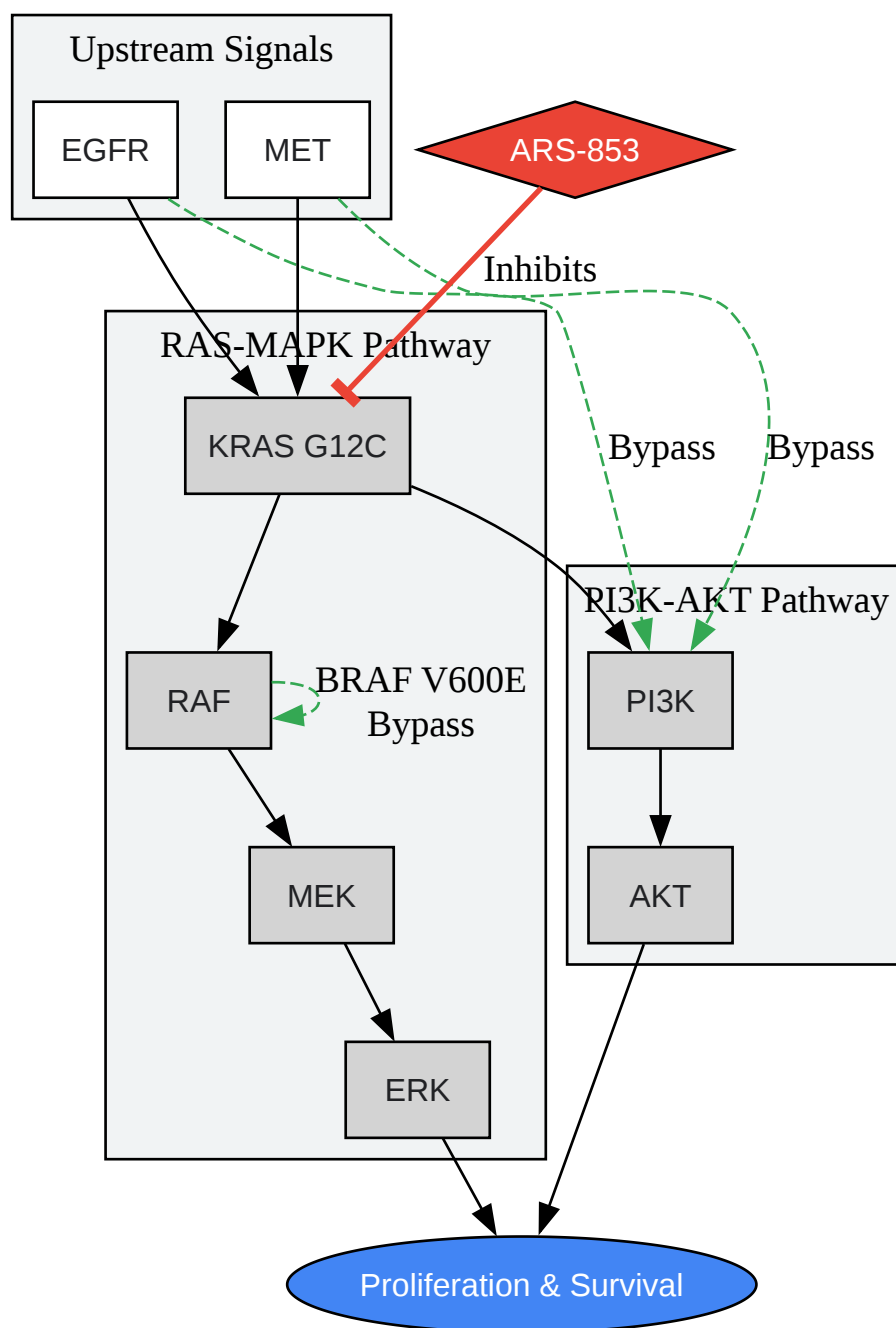 Upstream Signals
EGFR
MET
ARS-853
Inhibits
RAS-MAPK Pathway
KRAS G12C
Bypass
Bypass
PI3K-AKT Pathway
RAF
BRAF V600E
Bypass
PI3K
MEK
AKT
ERK
Proliferation & Survival